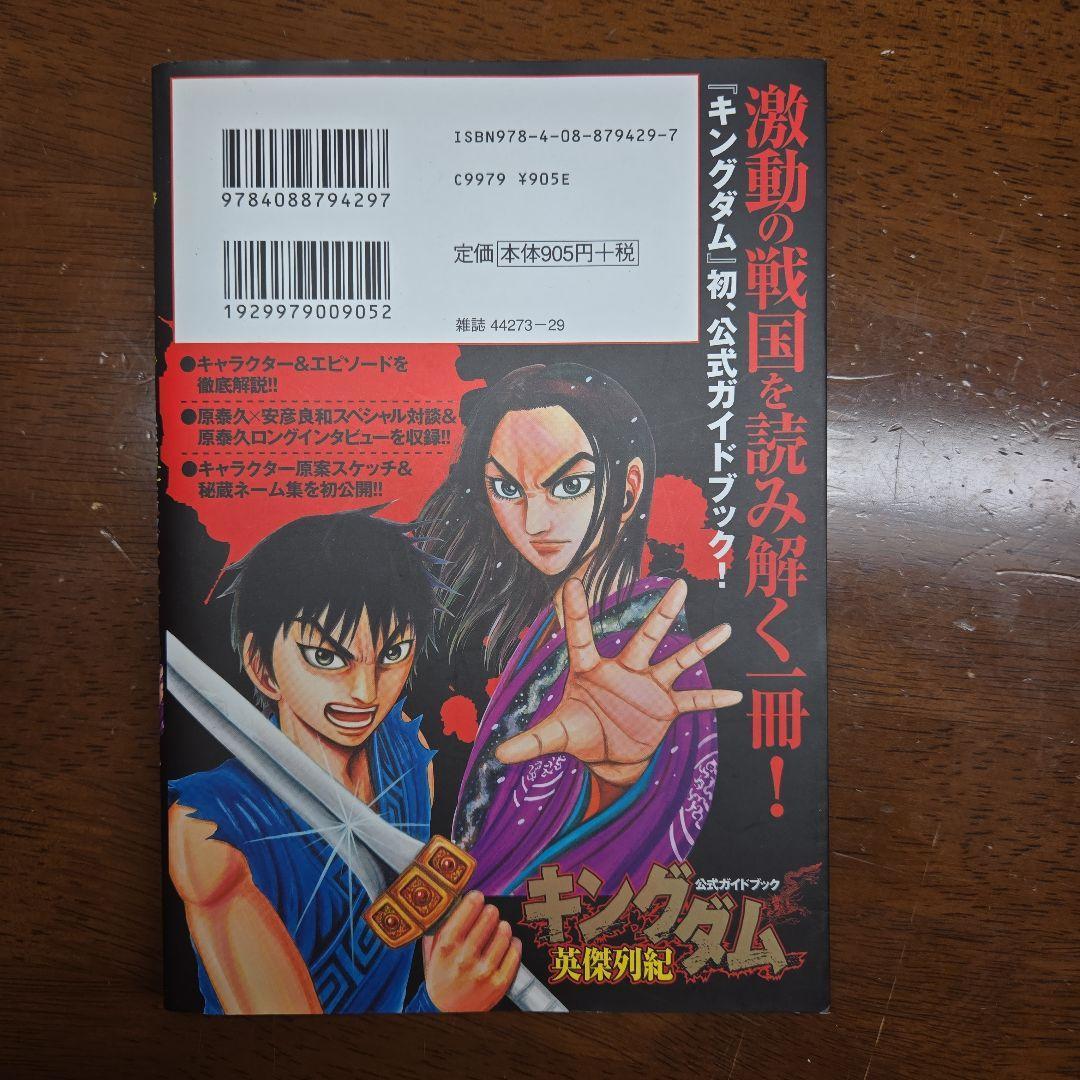 激動の戦国を読み解く一冊!
『キングダム』初、公式ガイドブック!
ISBN978-4-08-879429-7
9784088794297
C9979 ¥905E
定価 本体905円+税
1929979009052
雑誌 44273-29
●キャラクター&エピソードを
徹底解説!!
●原泰久×安彦良和スペシャル対談&
原泰久ロングインタビューを収録!!
●キャラクター原案スケッチ&
秘蔵ネーム集を初公開!!
公式ガイドブック
キングダム
英傑列紀